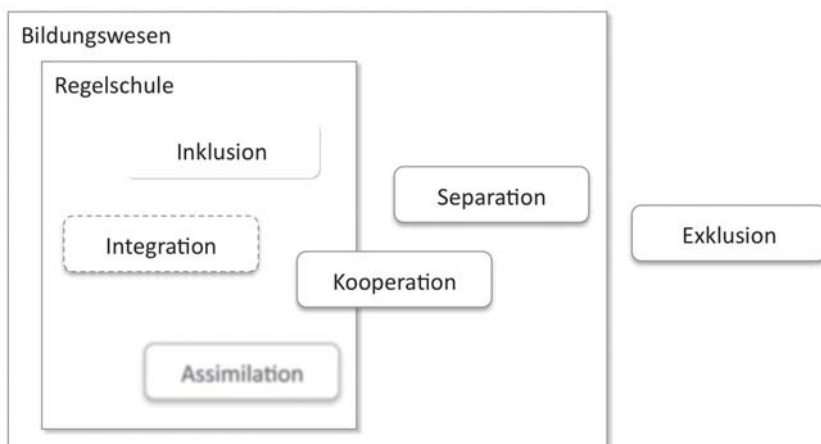 Bildungswesen
Regelschule
Inklusion
Separation
Exklusion
Integration
Kooperation
Assimilation